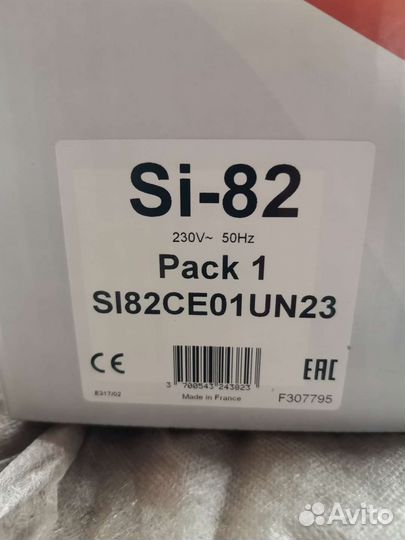 Si-82
230V~ 50Hz
Pack 1
SI82CE01UN23
CE
EAC
3 700543 243823
E317/02
Made in France
F307795
Avito